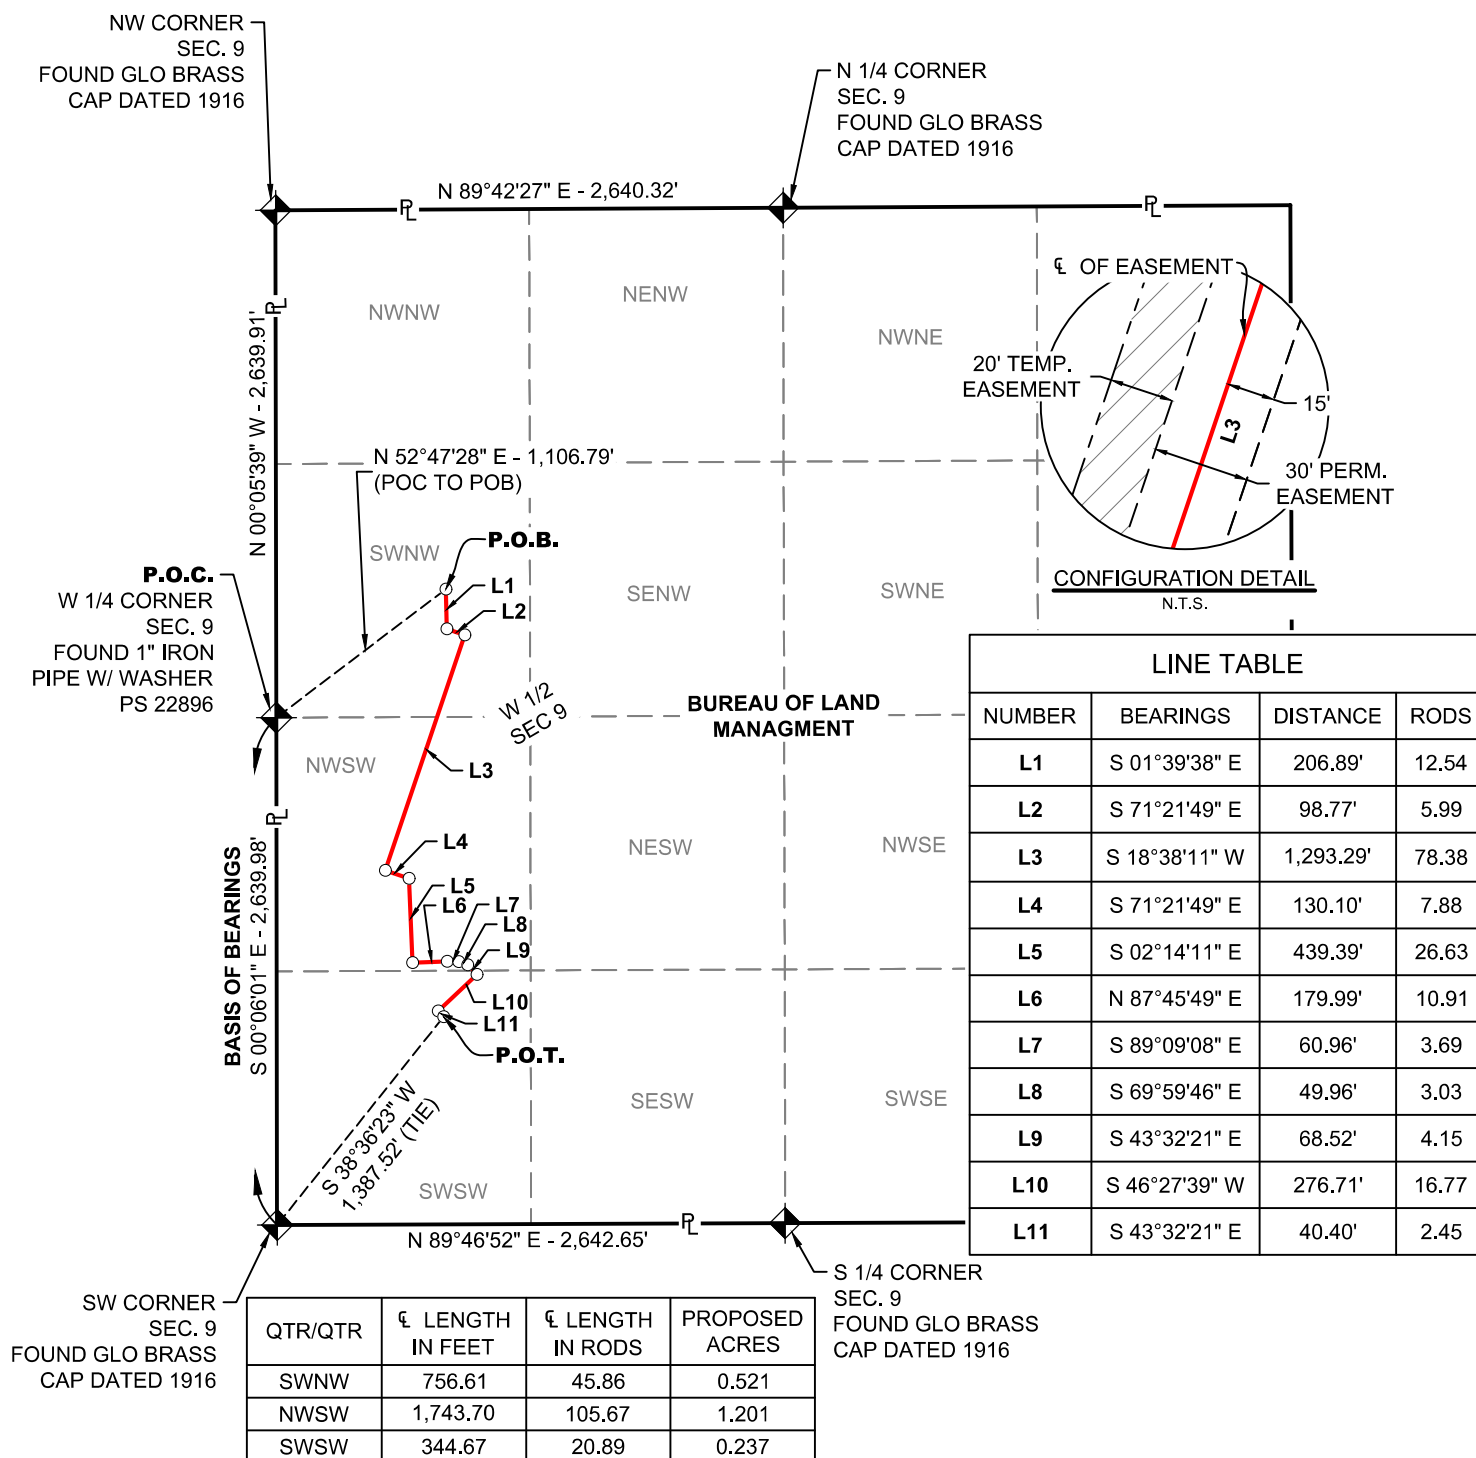 NW CORNER
SEC. 9
FOUND GLO BRASS
CAP DATED 1916
N 1/4 CORNER
SEC. 9
FOUND GLO BRASS
CAP DATED 1916
N 89°42'27" E - 2,640.32'
PL
PL
NWNW
NENW
NWNE
PL
N 00°05'39" W - 2,639.91'
CL OF EASEMENT
20' TEMP.
EASEMENT
15'
L3
30' PERM.
EASEMENT
CONFIGURATION DETAIL
N.T.S.
N 52°47'28" E - 1,106.79'
(POC TO POB)
SWNW
P.O.B.
L1
L2
SENW
SWNE
P.O.C.
W 1/4 CORNER
SEC. 9
FOUND 1" IRON
PIPE W/ WASHER
PS 22896
W 1/2
SEC 9
BUREAU OF LAND
MANAGMENT
NWSW
L3
PL
BASIS OF BEARINGS
S 00°06'01" E - 2,639.98'
L4
L5
L6
L7
L8
L9
L10
L11
P.O.T.
NESW
NWSE
S 38°36'23" W
1,387.52' (TIE)
SWSW
SESW
SWSE
PL
N 89°46'52" E - 2,642.65'
SW CORNER
SEC. 9
FOUND GLO BRASS
CAP DATED 1916
S 1/4 CORNER
SEC. 9
FOUND GLO BRASS
CAP DATED 1916
LINE TABLE
NUMBER BEARINGS DISTANCE RODS
L1 S 01°39'38" E 206.89' 12.54
L2 S 71°21'49" E 98.77' 5.99
L3 S 18°38'11" W 1,293.29' 78.38
L4 S 71°21'49" E 130.10' 7.88
L5 S 02°14'11" E 439.39' 26.63
L6 N 87°45'49" E 179.99' 10.91
L7 S 89°09'08" E 60.96' 3.69
L8 S 69°59'46" E 49.96' 3.03
L9 S 43°32'21" E 68.52' 4.15
L10 S 46°27'39" W 276.71' 16.77
L11 S 43°32'21" E 40.40' 2.45
QTR/QTR CL LENGTH IN FEET CL LENGTH IN RODS PROPOSED ACRES
SWNW 756.61 45.86 0.521
NWSW 1,743.70 105.67 1.201
SWSW 344.67 20.89 0.237